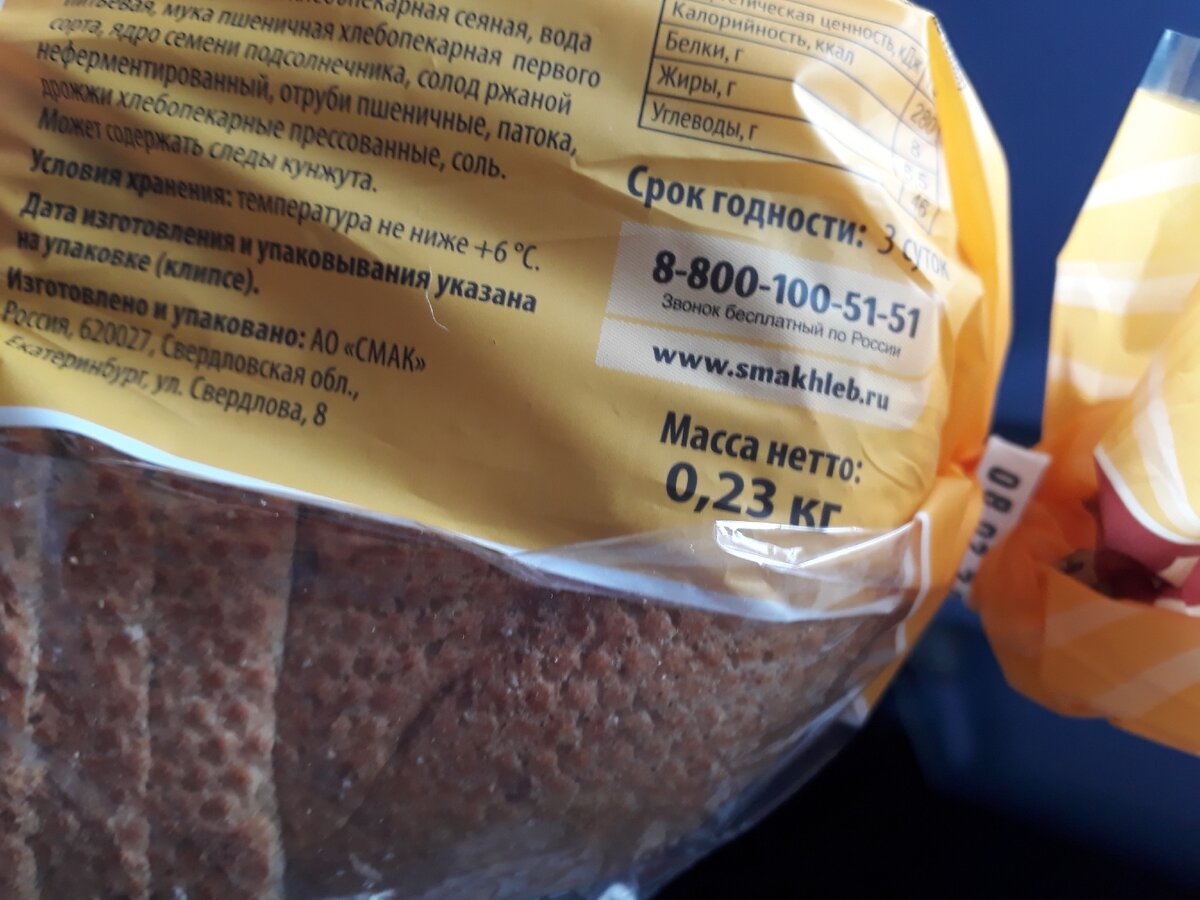 хлебопекарная сеяная, вода
питьевая, мука пшеничная хлебопекарная первого
сорта, ядро семени подсолнечника, солод ржаной
неферментированный, отруби пшеничные, патока,
дрожжи хлебопекарные прессованные, соль.
Может содержать следы кунжута.
Условия хранения: температура не ниже +6 °С.
Дата изготовления и упаковывания указана
на упаковке (клипсе).
Изготовлено и упаковано: АО «СМАК»
Россия, 620027, Свердловская обл.,
Екатеринбург, ул. Свердлова, 8
ценность, кДж
Калорийность, ккал 280
Белки, г 8
Жиры, г
Углеводы, г
Срок годности: 3 суток
8-800-100-51-51
Звонок бесплатный по России
www.smakhleb.ru
Масса нетто:
0,23 кг